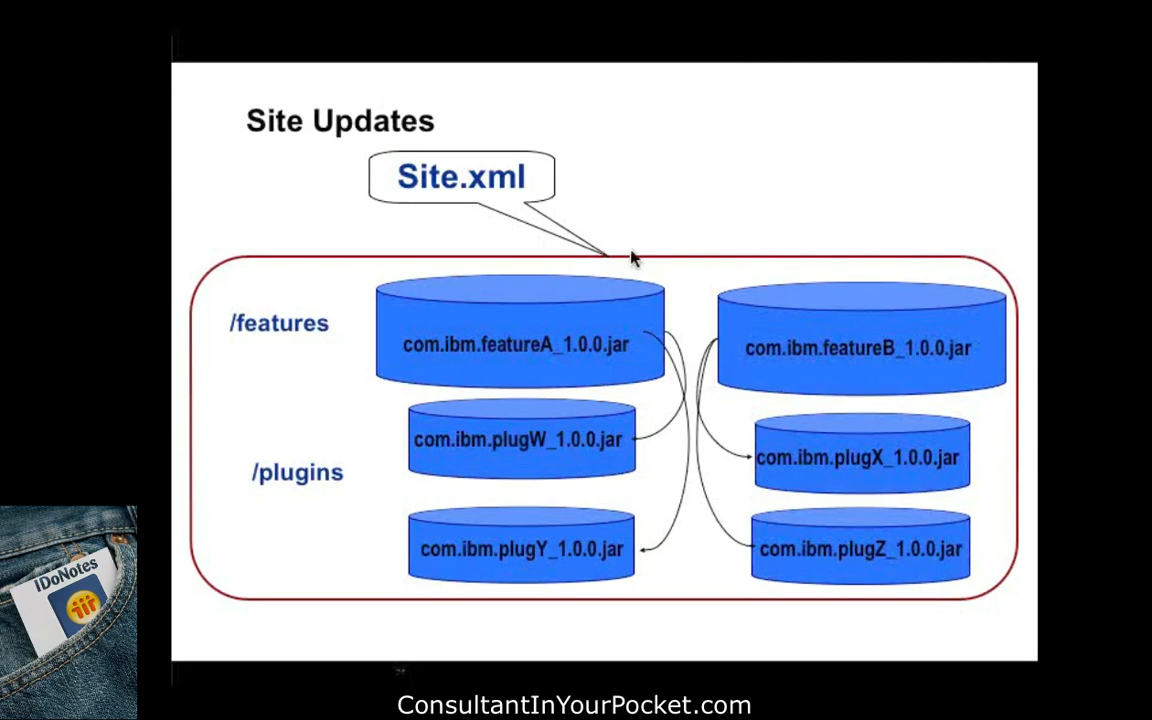 Site Updates
Site.xml
/features
com.ibm.featureA_1.0.0.jar
com.ibm.featureB_1.0.0.jar
/plugins
com.ibm.plugW_1.0.0.jar
com.ibm.plugX_1.0.0.jar
com.ibm.plugY_1.0.0.jar
com.ibm.plugZ_1.0.0.jar
IDoNotes
ConsultantInYourPocket.com